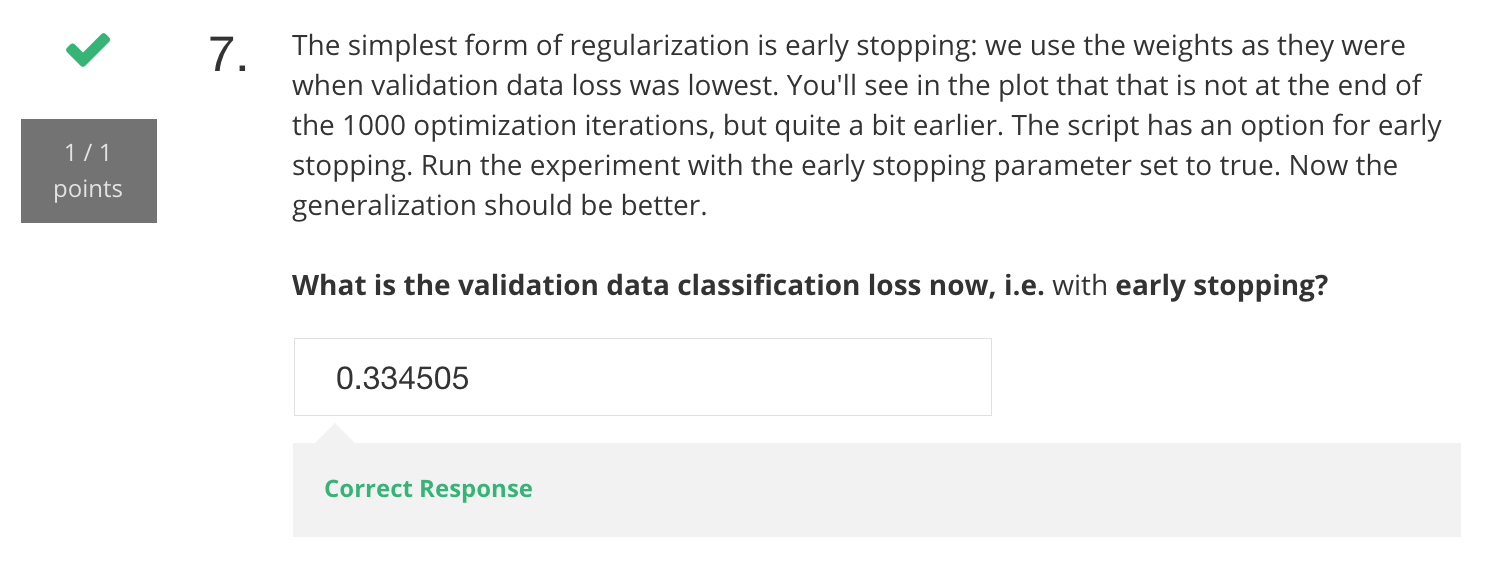 7.
The simplest form of regularization is early stopping: we use the weights as they were
when validation data loss was lowest. You'll see in the plot that that is not at the end of
the 1000 optimization iterations, but quite a bit earlier. The script has an option for early
stopping. Run the experiment with the early stopping parameter set to true. Now the
generalization should be better.
1 / 1
points
What is the validation data classification loss now, i.e. with early stopping?
0.334505
Correct Response